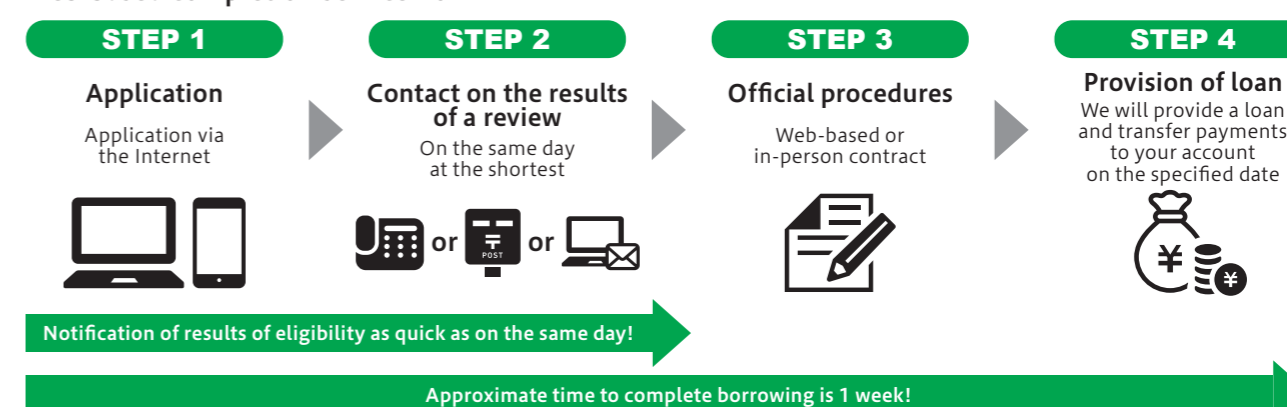 STEP 1
Application
Application via
the Internet
STEP 2
Contact on the results
of a review
On the same day
at the shortest
or
〒
POST
or
STEP 3
Official procedures
Web-based or
in-person contract
STEP 4
Provision of loan
We will provide a loan
and transfer payments
to your account
on the specified date
¥
¥
Notification of results of eligibility as quick as on the same day!
Approximate time to complete borrowing is 1 week!